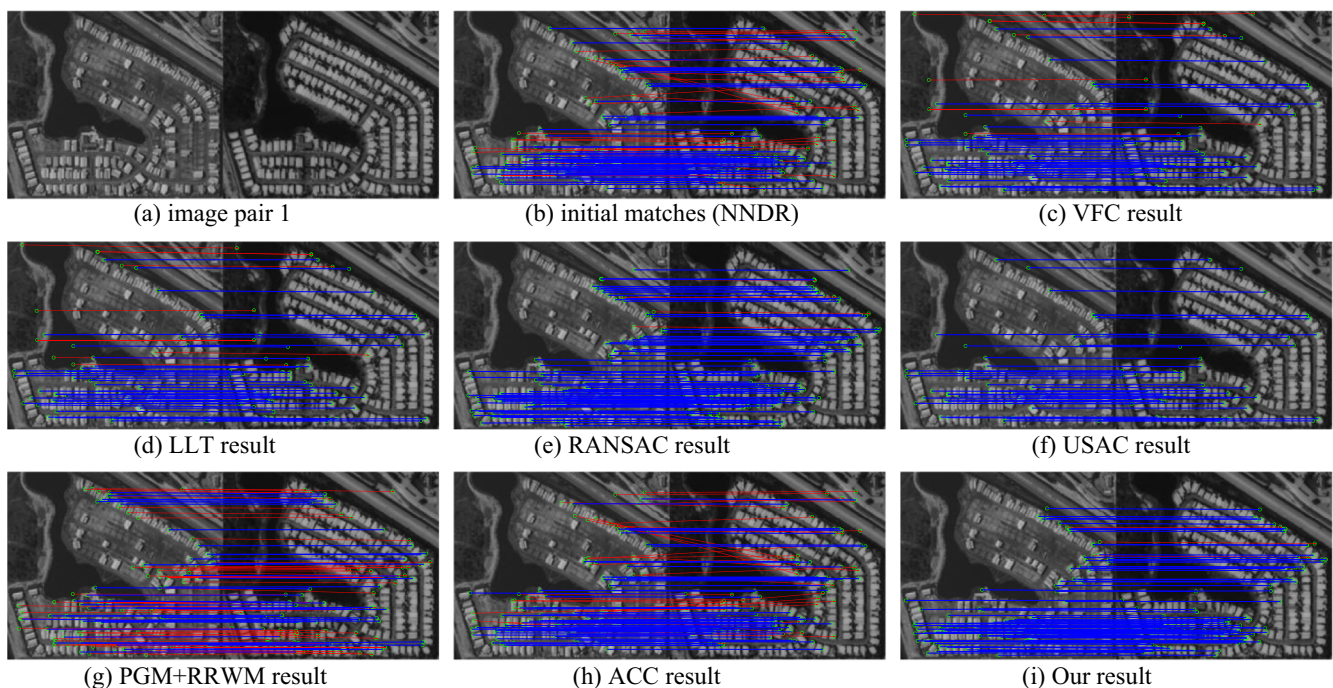 (a) image pair 1
(b) initial matches (NNDR)
(c) VFC result
(d) LLT result
(e) RANSAC result
(f) USAC result
(g) PGM+RRWM result
(h) ACC result
(i) Our result